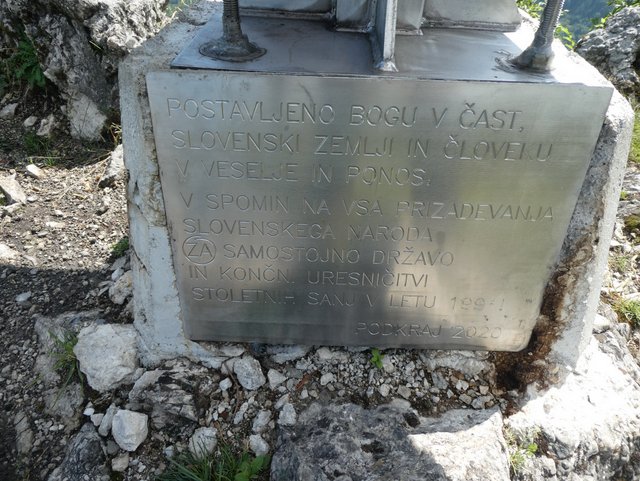 POSTAVLJENO BOGU V ČAST,
SLOVENSKI ZEMLJI IN ČLOVEKU
V VESELJE IN PONOS.
V SPOMIN NA VSA PRIZADEVANJA
SLOVENSKEGA NARODA
ZA SAMOSTOJNO DRŽAVO
IN KONČNI URESNIČITVI
STOLETNIH SANJ V LETU 1991.
PODKRAJ 2020